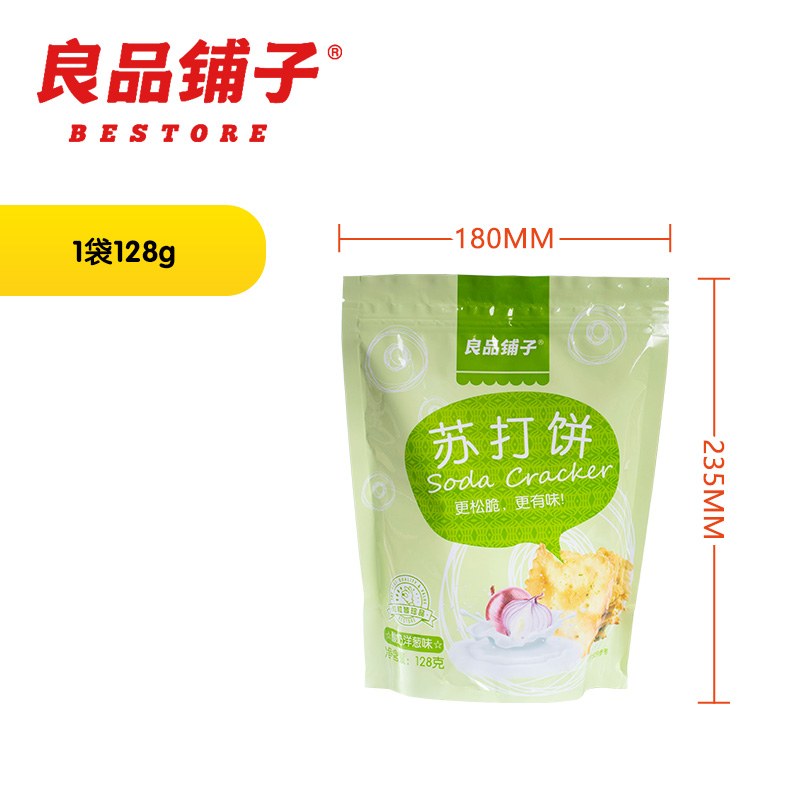 良品铺子®
BESTORE
1袋128g
180MM
235MM
良品铺子®
苏打饼
Soda Cracker
更松脆，更有味!
洋葱味☆
128克